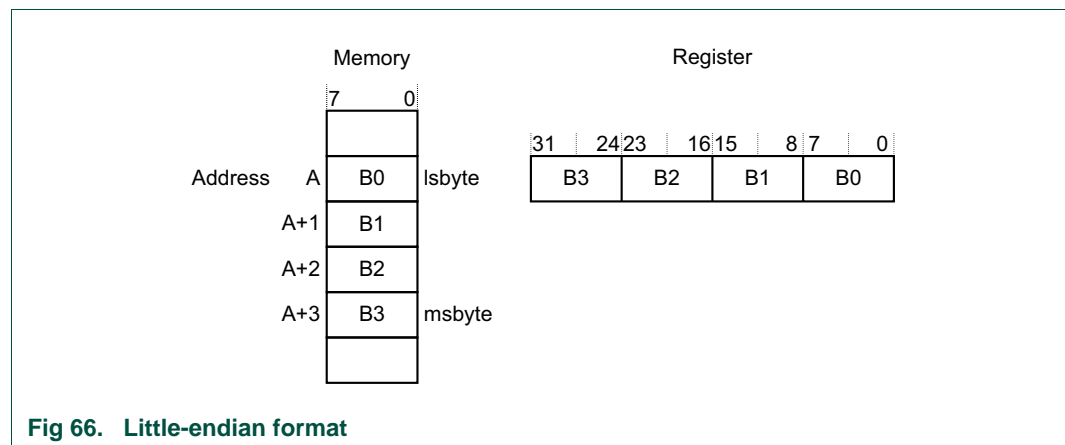 Memory
Register
7 0
31 24 23 16 15 8 7 0
Address A B0 lsbyte
B3 B2 B1 B0
A+1 B1
A+2 B2
A+3 B3 msbyte
Fig 66. Little-endian format